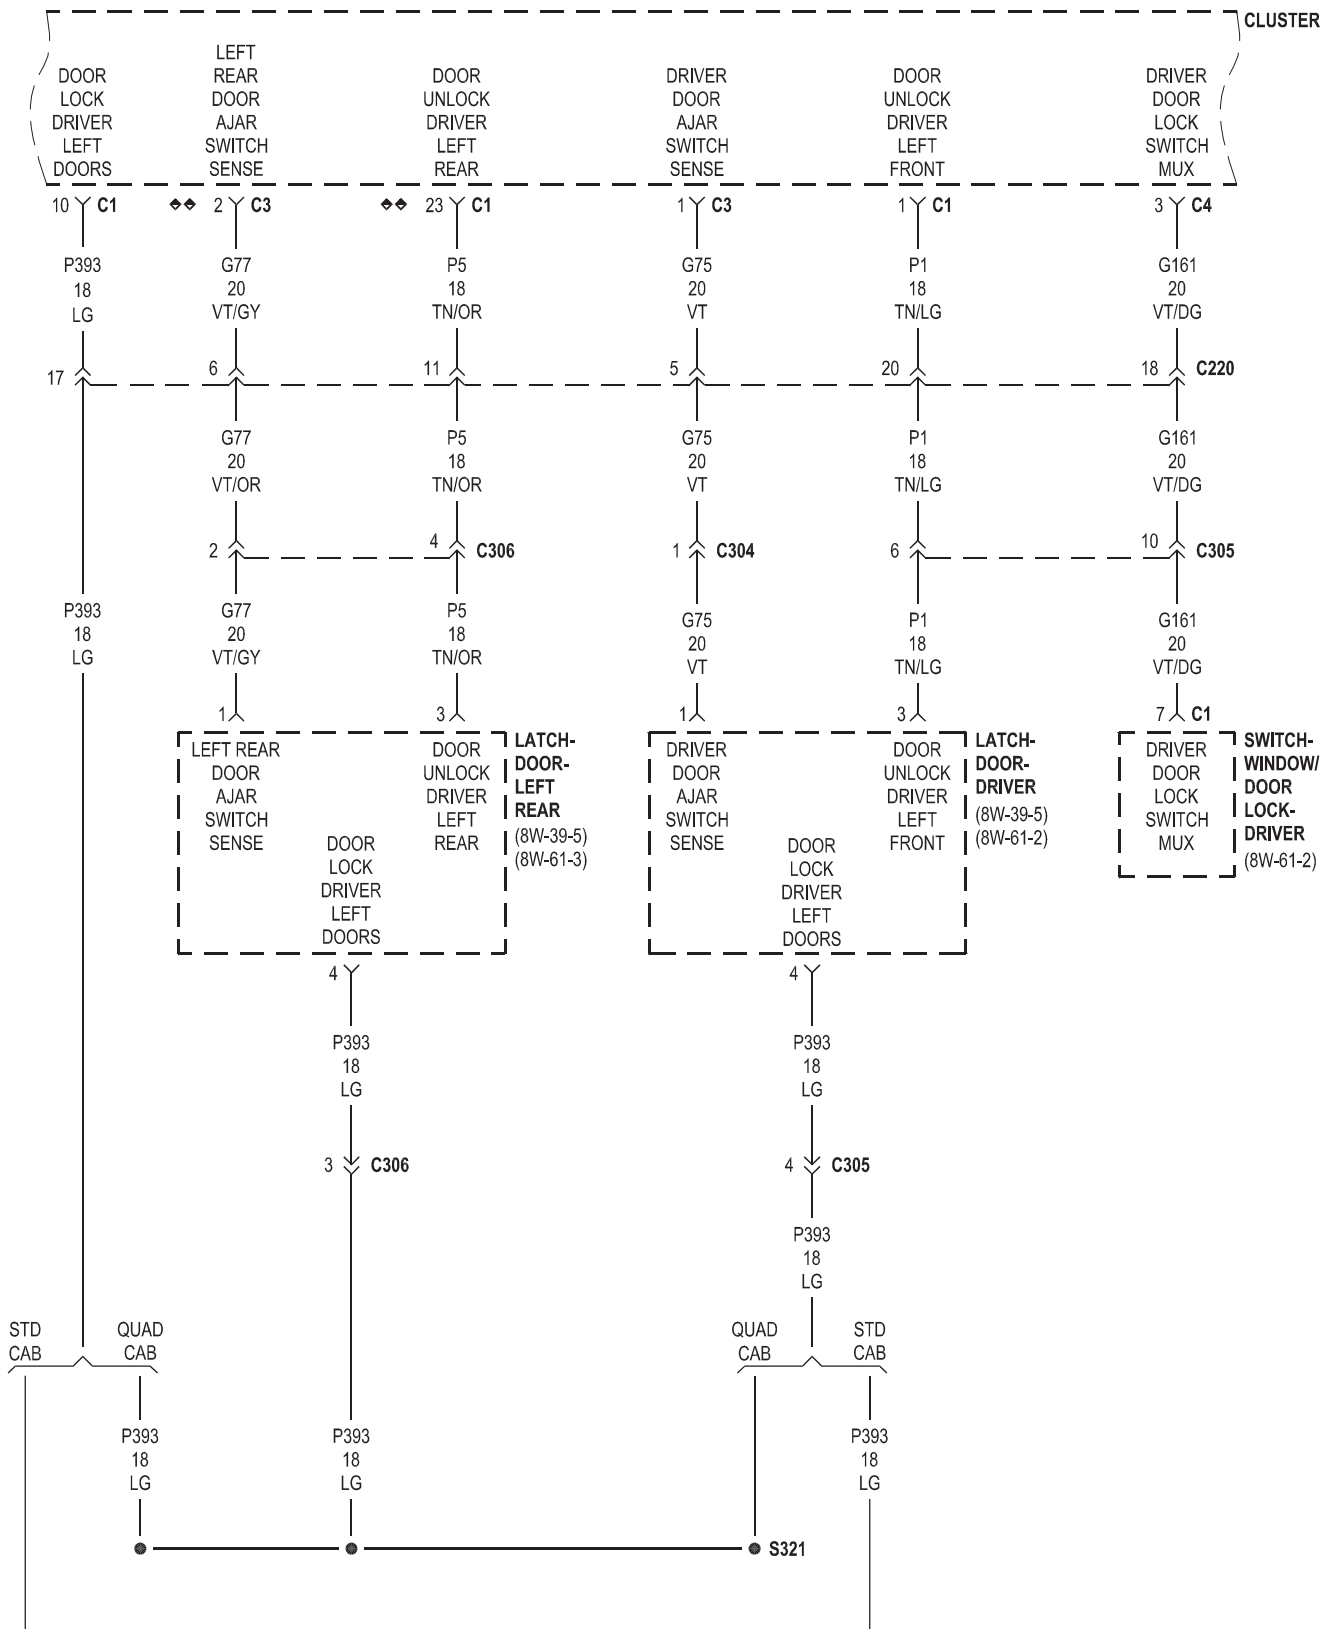 CLUSTER
DOOR
LOCK
DRIVER
LEFT
DOORS
LEFT
REAR
DOOR
AJAR
SWITCH
SENSE
DOOR
UNLOCK
DRIVER
LEFT
REAR
DRIVER
DOOR
AJAR
SWITCH
SENSE
DOOR
UNLOCK
DRIVER
LEFT
FRONT
DRIVER
DOOR
LOCK
SWITCH
MUX
10 C1
2 C3
23 C1
1 C3
1 C1
3 C4
P393
18
LG
G77
20
VT/GY
P5
18
TN/OR
G75
20
VT
P1
18
TN/LG
G161
20
VT/DG
17
6
11
5
20
18 C220
G77
20
VT/OR
P5
18
TN/OR
G75
20
VT
P1
18
TN/LG
G161
20
VT/DG
2
4 C306
1 C304
6
10 C305
P393
18
LG
G77
20
VT/GY
P5
18
TN/OR
G75
20
VT
P1
18
TN/LG
G161
20
VT/DG
1
3
1
3
7 C1
LEFT REAR
DOOR
AJAR
SWITCH
SENSE
DOOR
LOCK
DRIVER
LEFT
DOORS
DOOR
UNLOCK
DRIVER
LEFT
REAR
LATCH-
DOOR-
LEFT
REAR
(8W-39-5)
(8W-61-3)
DRIVER
DOOR
AJAR
SWITCH
SENSE
DOOR
LOCK
DRIVER
LEFT
DOORS
DOOR
UNLOCK
DRIVER
LEFT
FRONT
LATCH-
DOOR-
DRIVER
(8W-39-5)
(8W-61-2)
DRIVER
DOOR
LOCK
SWITCH
MUX
SWITCH-
WINDOW/
DOOR
LOCK-
DRIVER
(8W-61-2)
4
4
P393
18
LG
P393
18
LG
3 C306
4 C305
P393
18
LG
STD
CAB
QUAD
CAB
QUAD
CAB
STD
CAB
P393
18
LG
P393
18
LG
P393
18
LG
S321